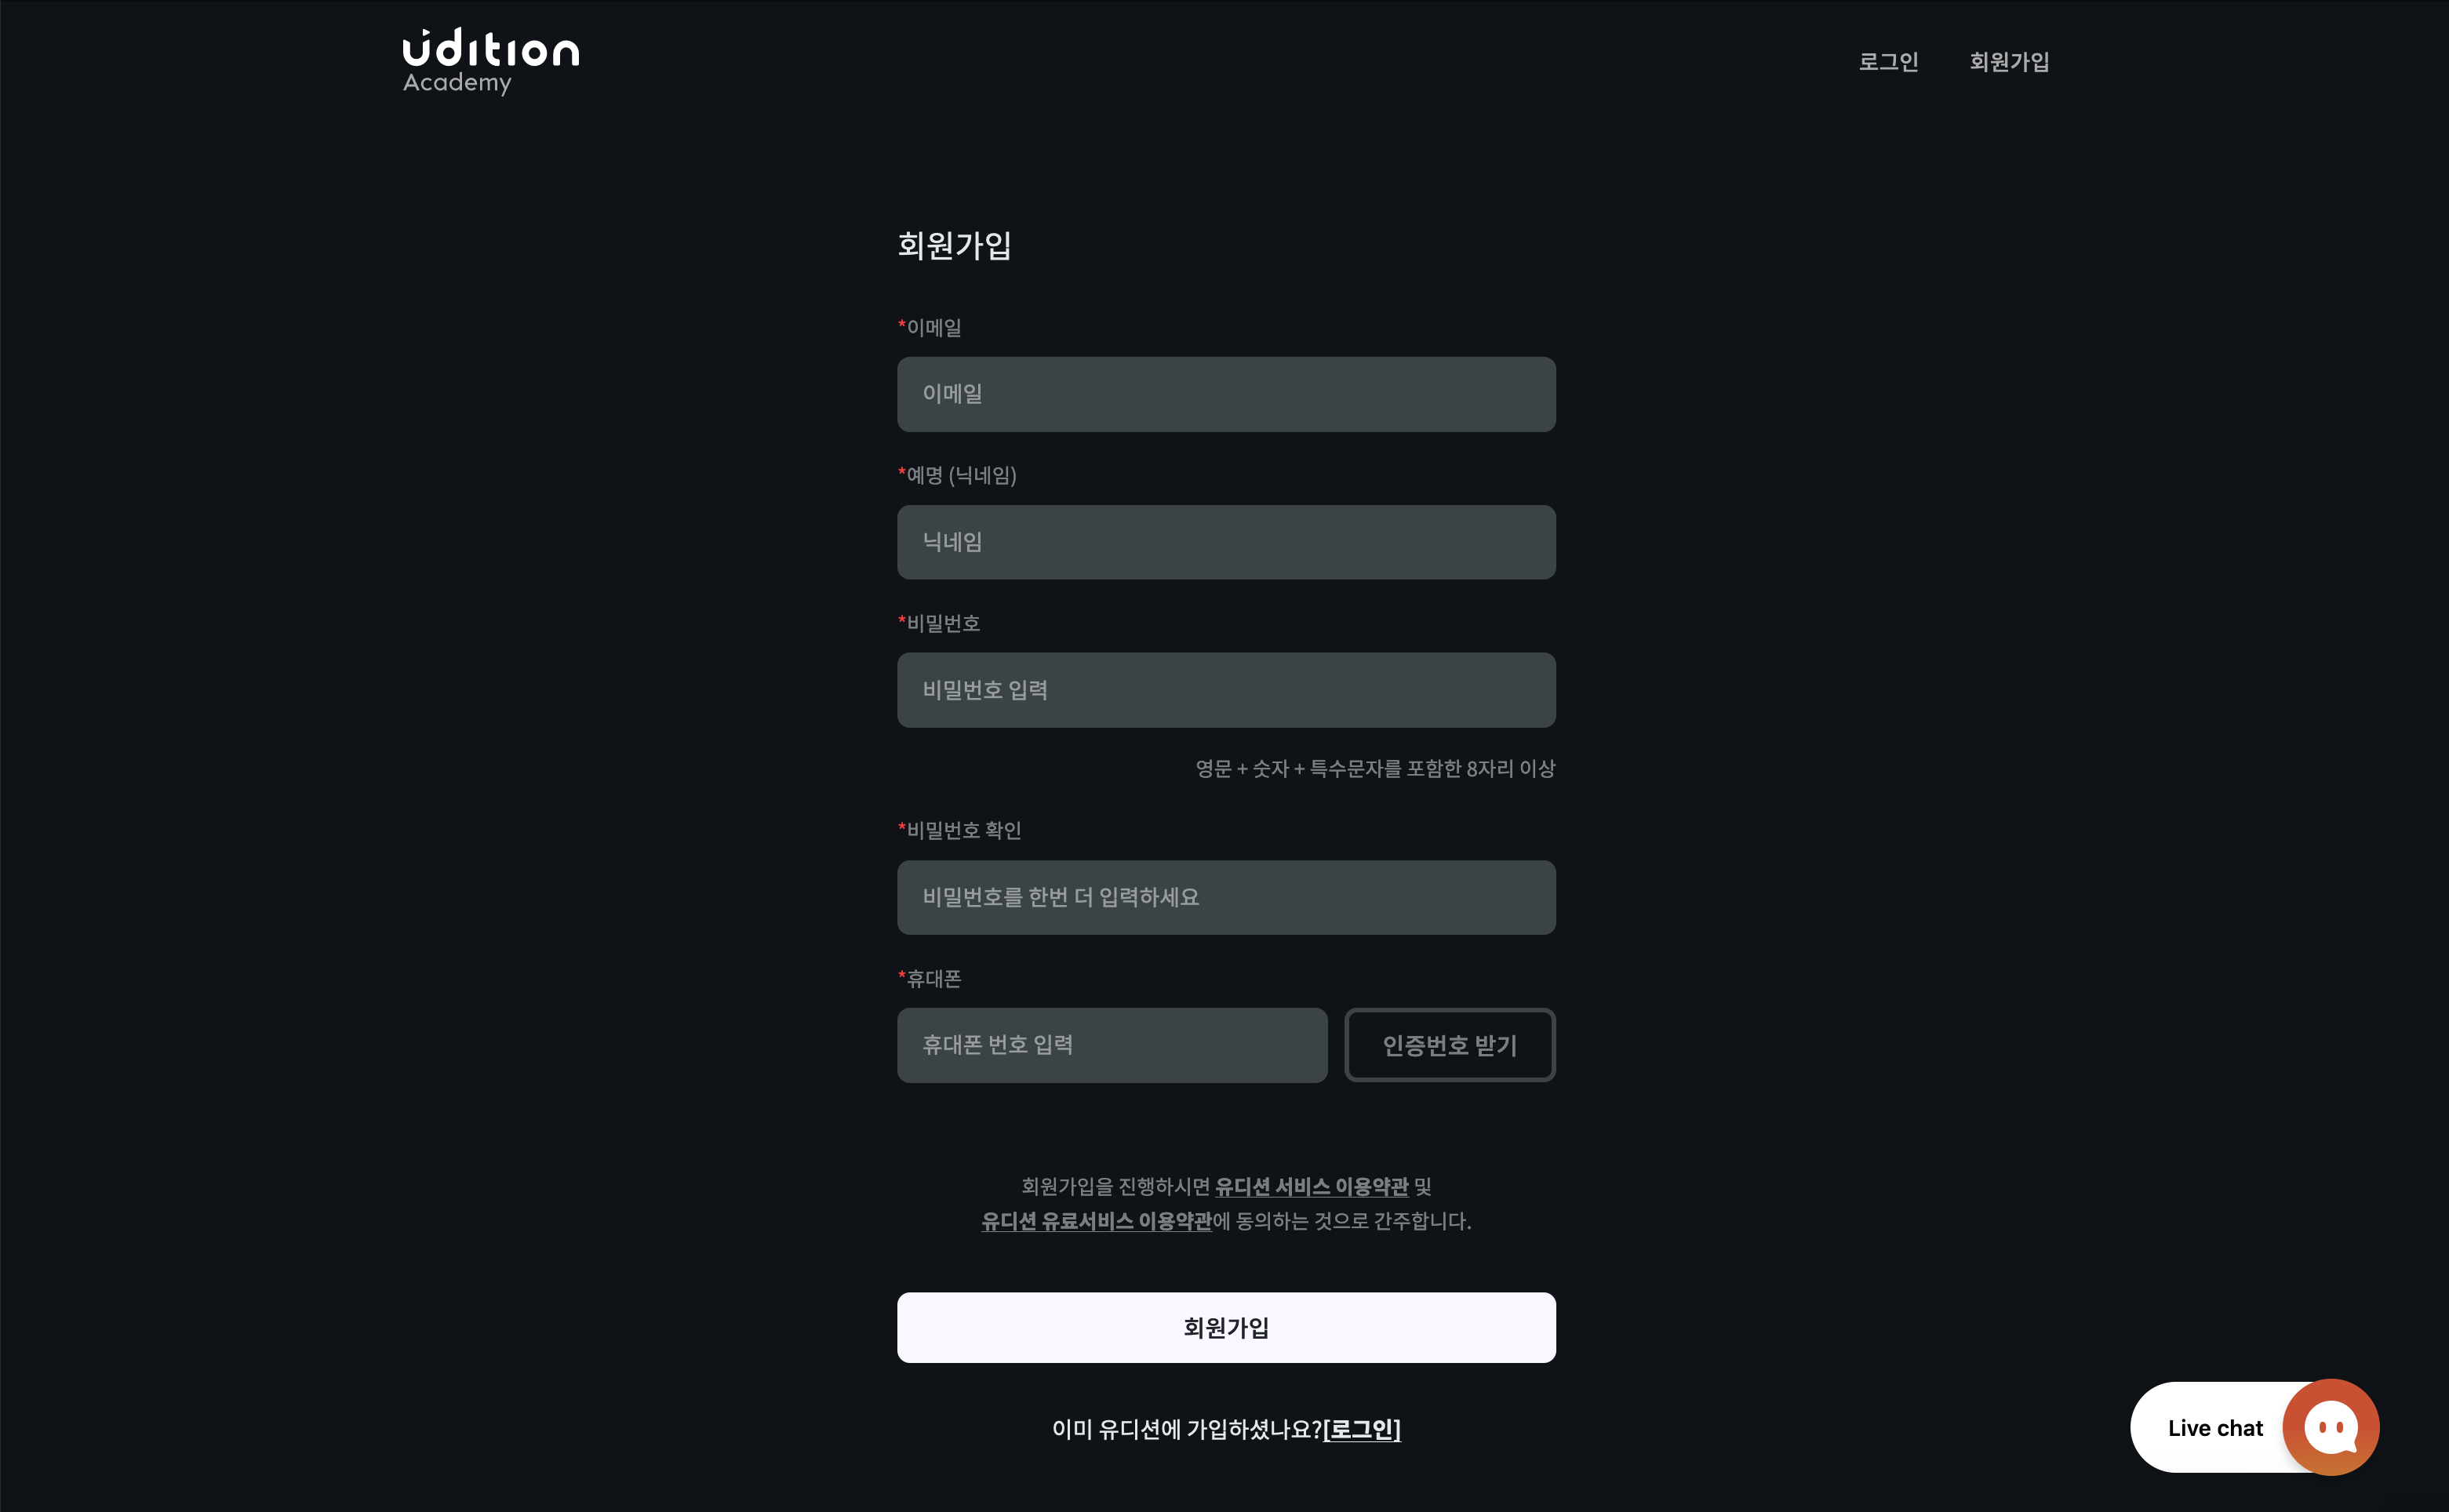 udition
Academy
로그인
회원가입
회원가입
*이메일
이메일
*예명 (닉네임)
닉네임
*비밀번호
비밀번호 입력
영문 + 숫자 + 특수문자를 포함한 8자리 이상
*비밀번호 확인
비밀번호를 한번 더 입력하세요
*휴대폰
휴대폰 번호 입력
인증번호 받기
회원가입을 진행하시면 유디션 서비스 이용약관 및
유디션 유료서비스 이용약관에 동의하는 것으로 간주합니다.
회원가입
이미 유디션에 가입하셨나요?[로그인]
Live chat